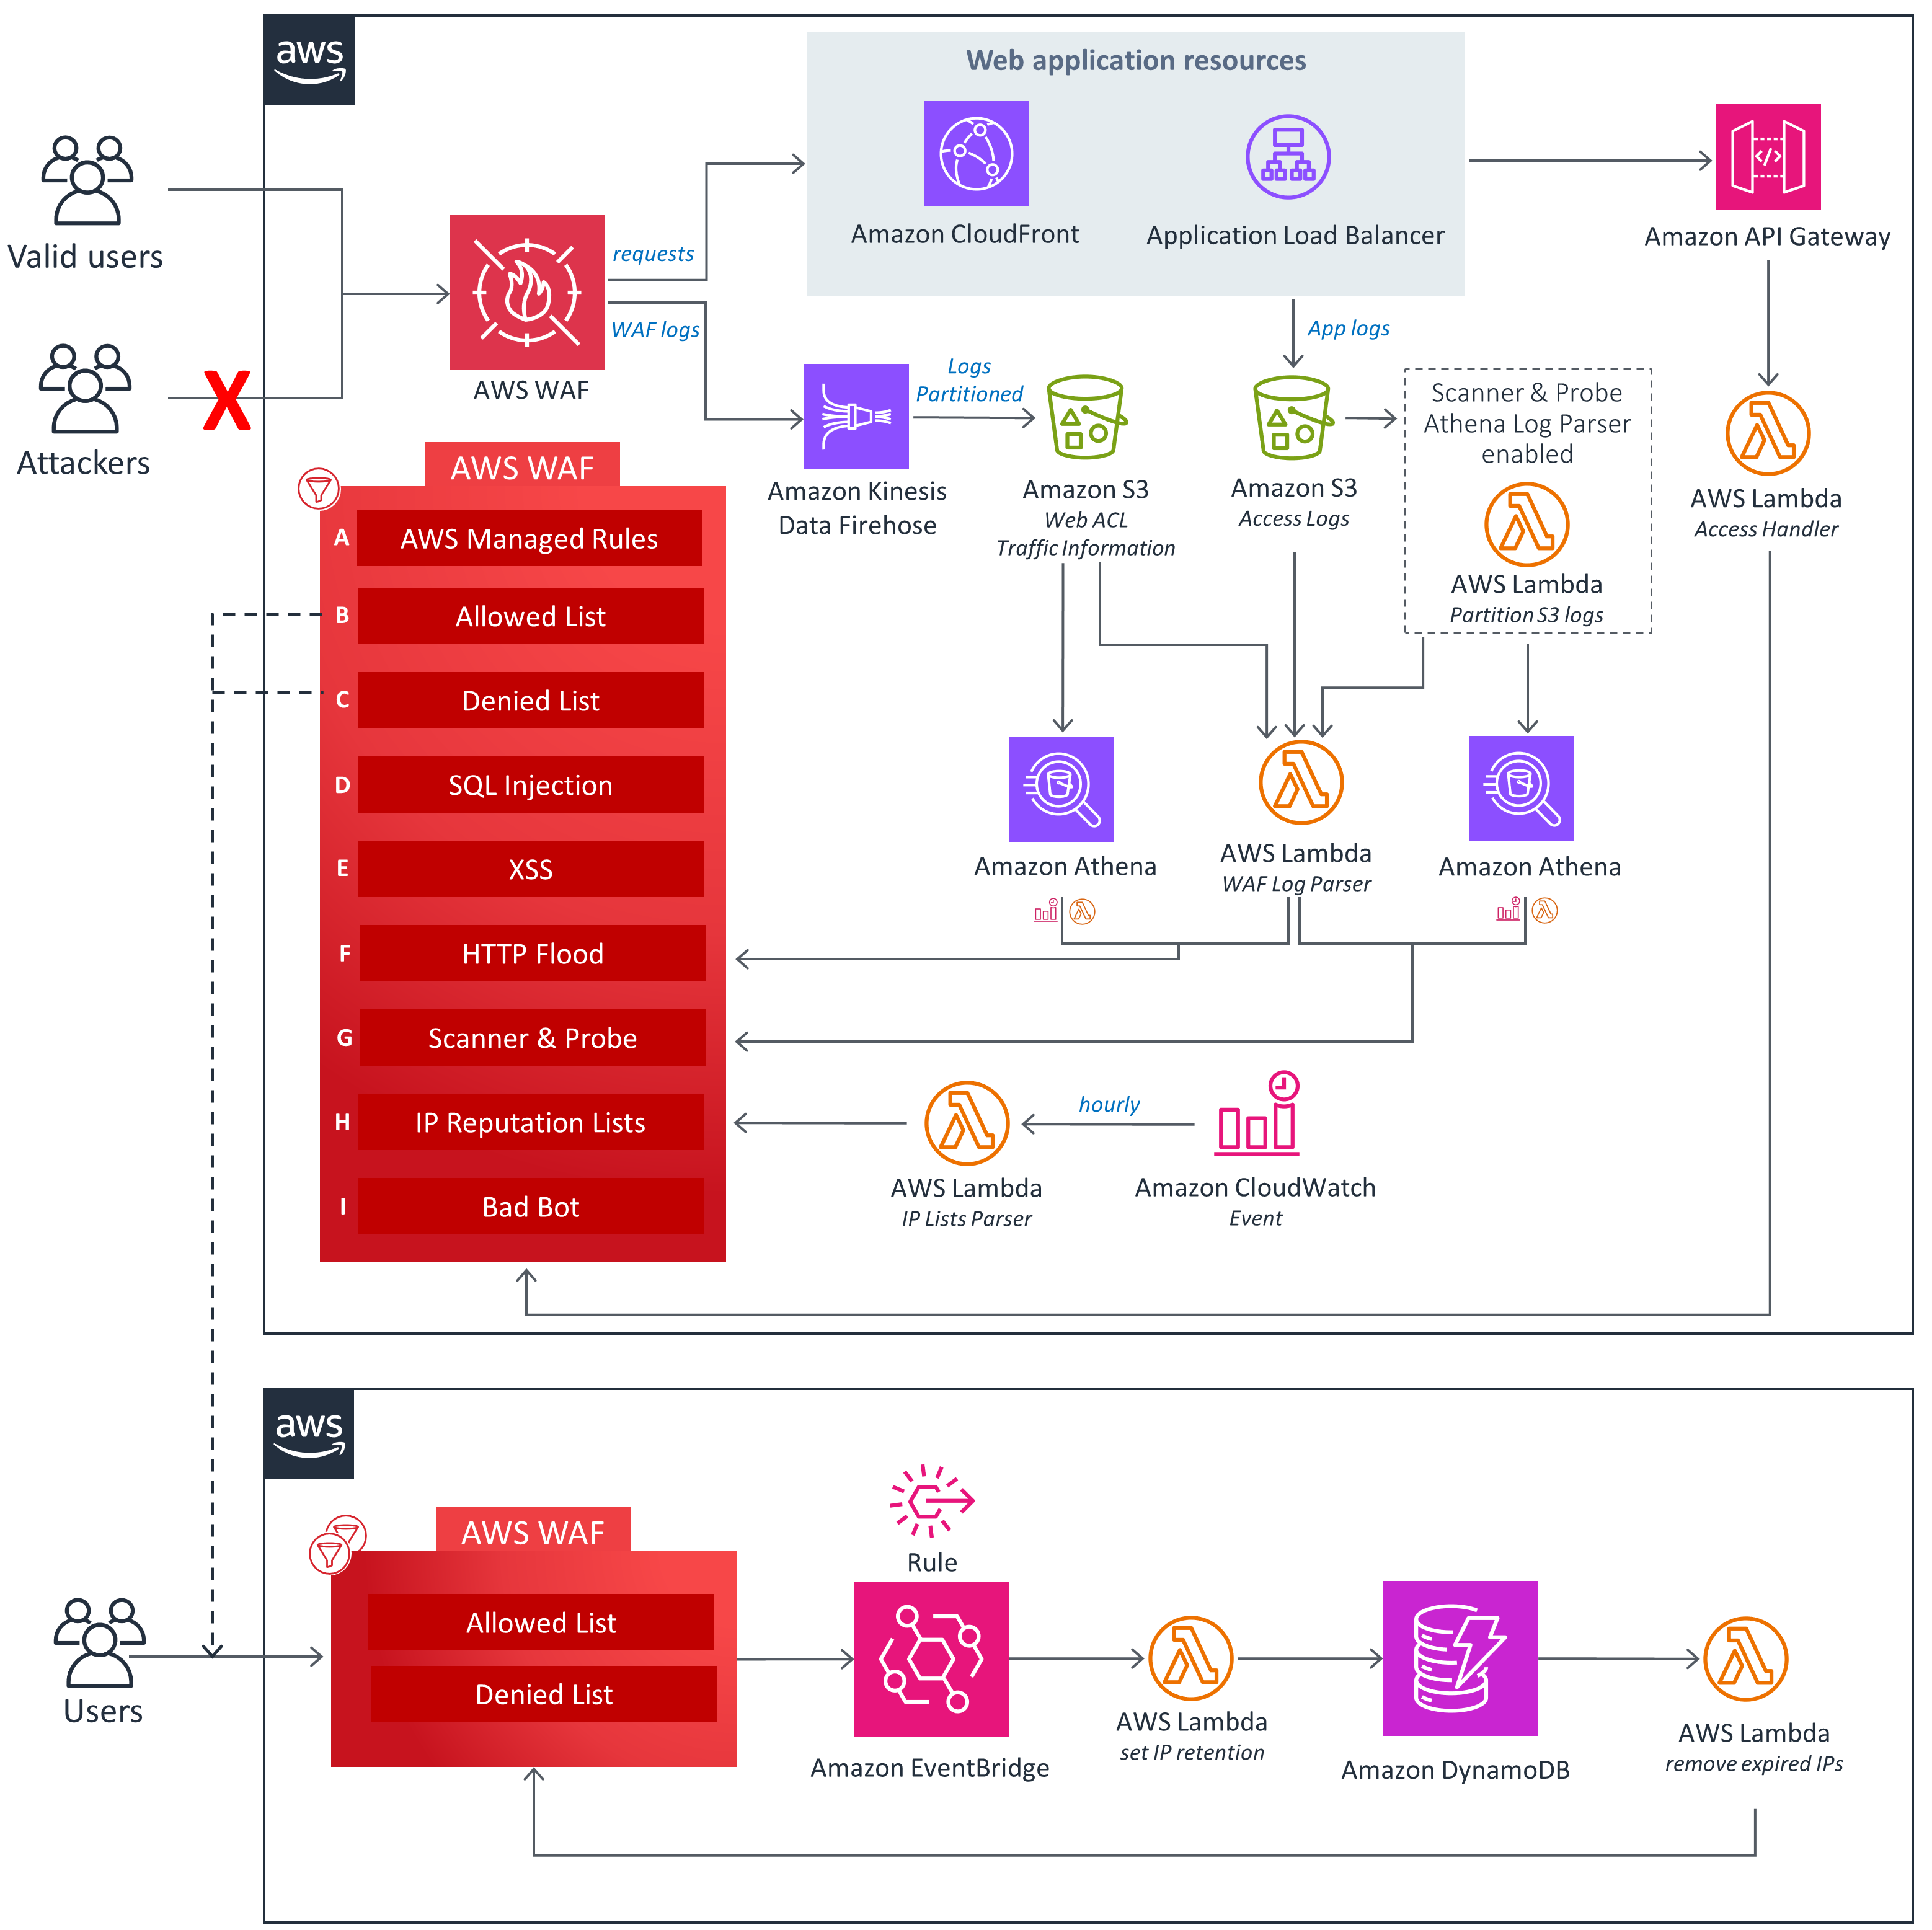 aws
Web application resources
Amazon CloudFront
Application Load Balancer
Amazon API Gateway
Valid users
requests
WAF logs
AWS WAF
App logs
Attackers
Logs
Partitioned
Scanner & Probe
Athena Log Parser
enabled
AWS Lambda
Partition S3 logs
Amazon Kinesis
Data Firehose
Amazon S3
Web ACL
Traffic Information
Amazon S3
Access Logs
AWS Lambda
Access Handler
AWS WAF
A AWS Managed Rules
B Allowed List
C Denied List
D SQL Injection
E XSS
F HTTP Flood
G Scanner & Probe
H IP Reputation Lists
I Bad Bot
Amazon Athena
AWS Lambda
WAF Log Parser
Amazon Athena
hourly
AWS Lambda
IP Lists Parser
Amazon CloudWatch
Event
aws
AWS WAF
Allowed List
Denied List
Users
Rule
Amazon EventBridge
AWS Lambda
set IP retention
Amazon DynamoDB
AWS Lambda
remove expired IPs